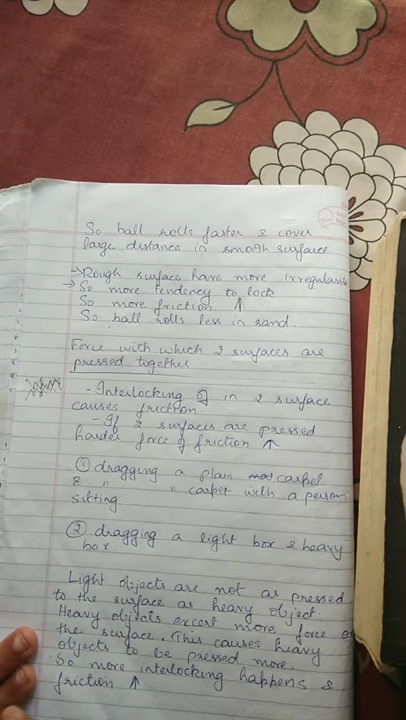 So ball rolls faster & cover
large distance in smooth surface
→ Rough surface have more Irregularis
→ So more tendency to lock
So more friction ↑
So ball rolls less in sand.
Force with which 2 surfaces are
pressed together
- Interlocking of in 2 surface
causes friction.
- If 2 surfaces are pressed
harder force of friction ↑
① dragging a plan carpet
& " " carpet with a person
sitting
② dragging a light box & heavy
box
Light objects are not as pressed
to the surface as heavy object
Heavy objects excert more force on
the surface. This causes heavy
objects to be pressed more.
So more interlocking happens &
friction ↑